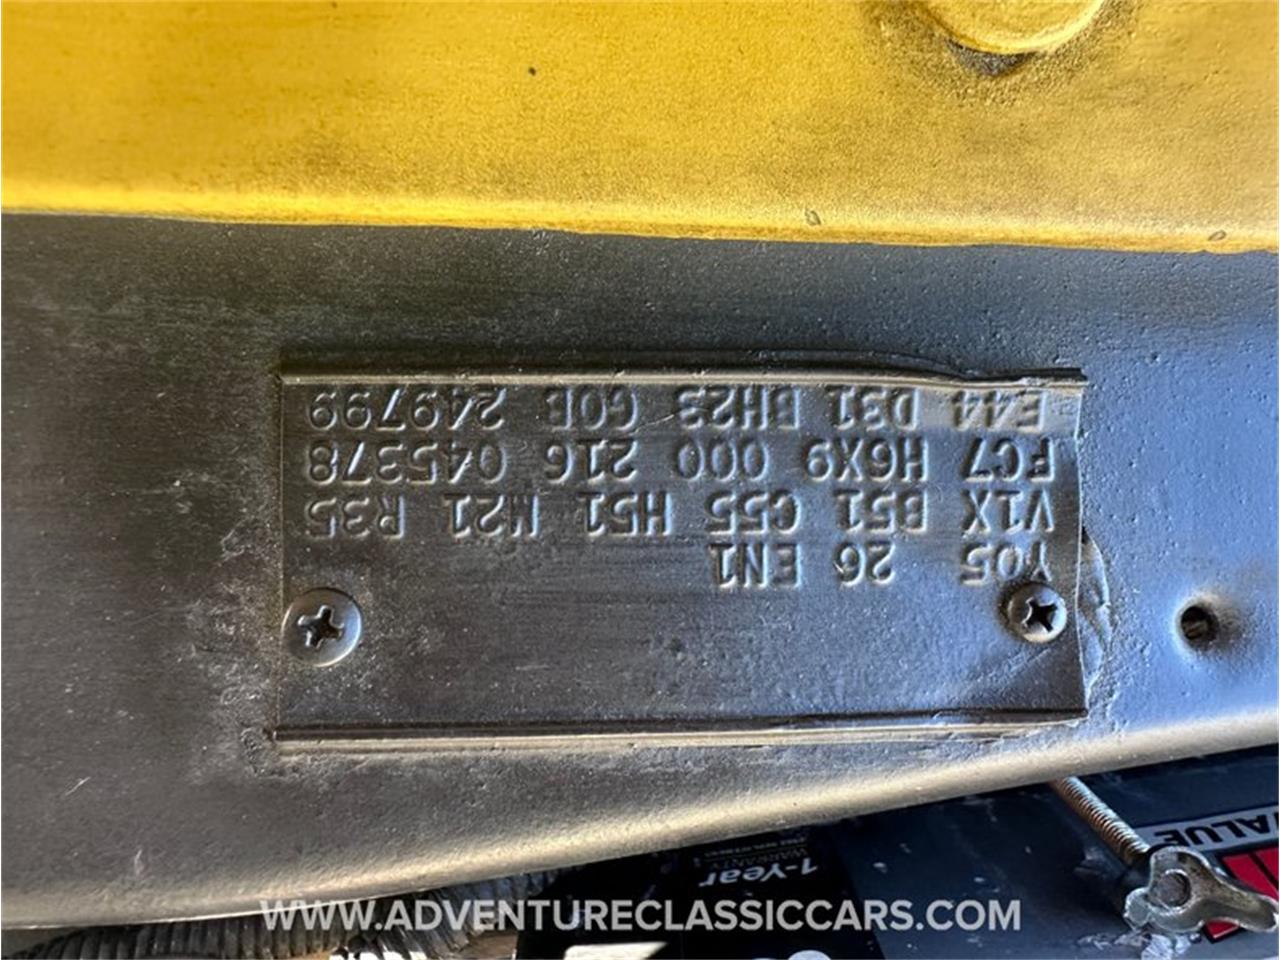 Y05 26 EN1
V1X B51 C55 H51 M21 R35
FC7 H6X9 000 216 045378
E44 D31 BH23 G0B 249799
VALUE
1-Year
WARRANTY
WWW.ADVENTURECLASSICCARS.COM